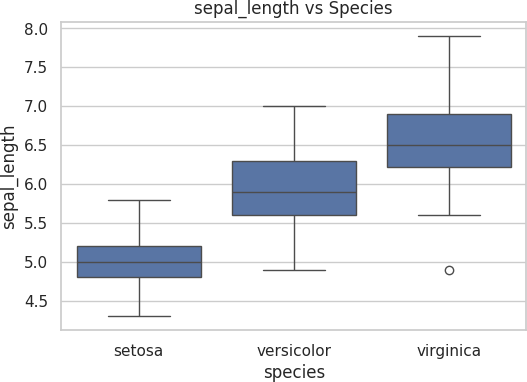 sepal_length vs Species
8.0
7.5
7.0
6.5
6.0
5.5
5.0
4.5
sepal_length
setosa versicolor virginica
species